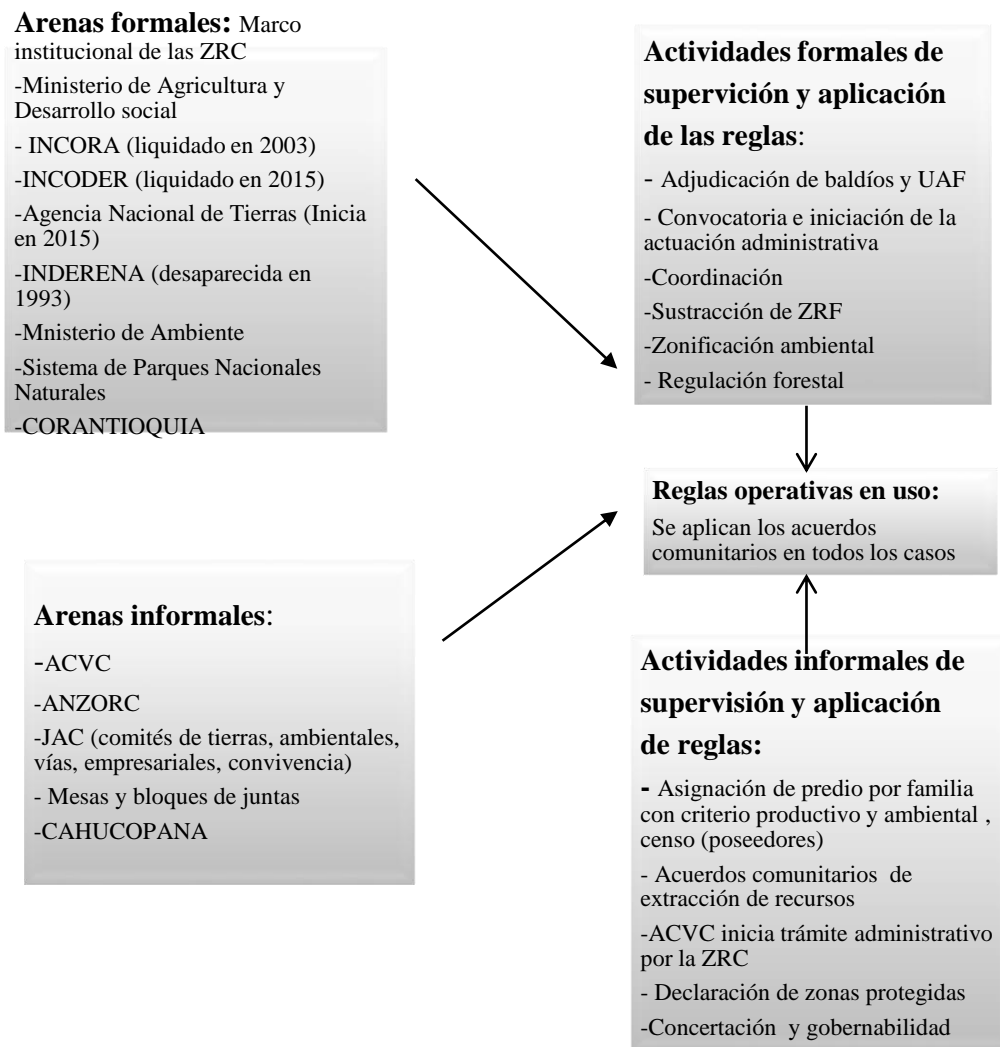 Arenas formales: Marco
institucional de las ZRC
-Ministerio de Agricultura y
Desarrollo social
- INCORA (liquidado en 2003)
-INCODER (liquidado en 2015)
-Agencia Nacional de Tierras (Inicia
en 2015)
-INDERENA (desaparecida en
1993)
-Mnisterio de Ambiente
-Sistema de Parques Nacionales
Naturales
-CORANTIOQUIA
Actividades formales de
supervición y aplicación
de las reglas:
- Adjudicación de baldíos y UAF
- Convocatoria e iniciación de la
actuación administrativa
-Coordinación
-Sustracción de ZRF
-Zonificación ambiental
- Regulación forestal
Reglas operativas en uso:
Se aplican los acuerdos
comunitarios en todos los casos
Arenas informales:
-ACVC
-ANZORC
-JAC (comités de tierras, ambientales,
vías, empresariales, convivencia)
- Mesas y bloques de juntas
-CAHUCOPANA
Actividades informales de
supervisión y aplicación
de reglas:
- Asignación de predio por familia
con criterio productivo y ambiental ,
censo (poseedores)
- Acuerdos comunitarios de
extracción de recursos
-ACVC inicia trámite administrativo
por la ZRC
- Declaración de zonas protegidas
-Concertación y gobernabilidad